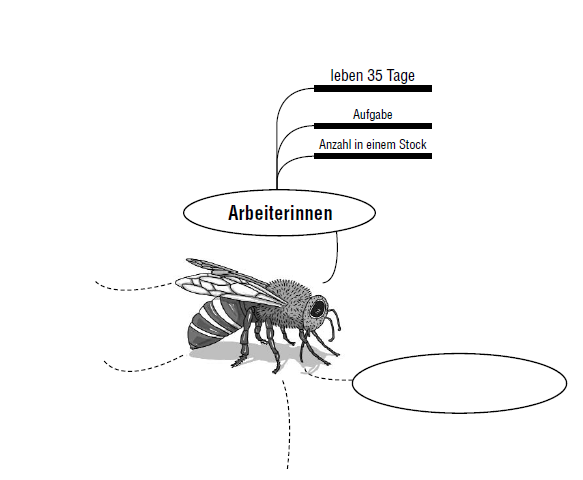 leben 35 Tage
Aufgabe
Anzahl in einem Stock
Arbeiterinnen